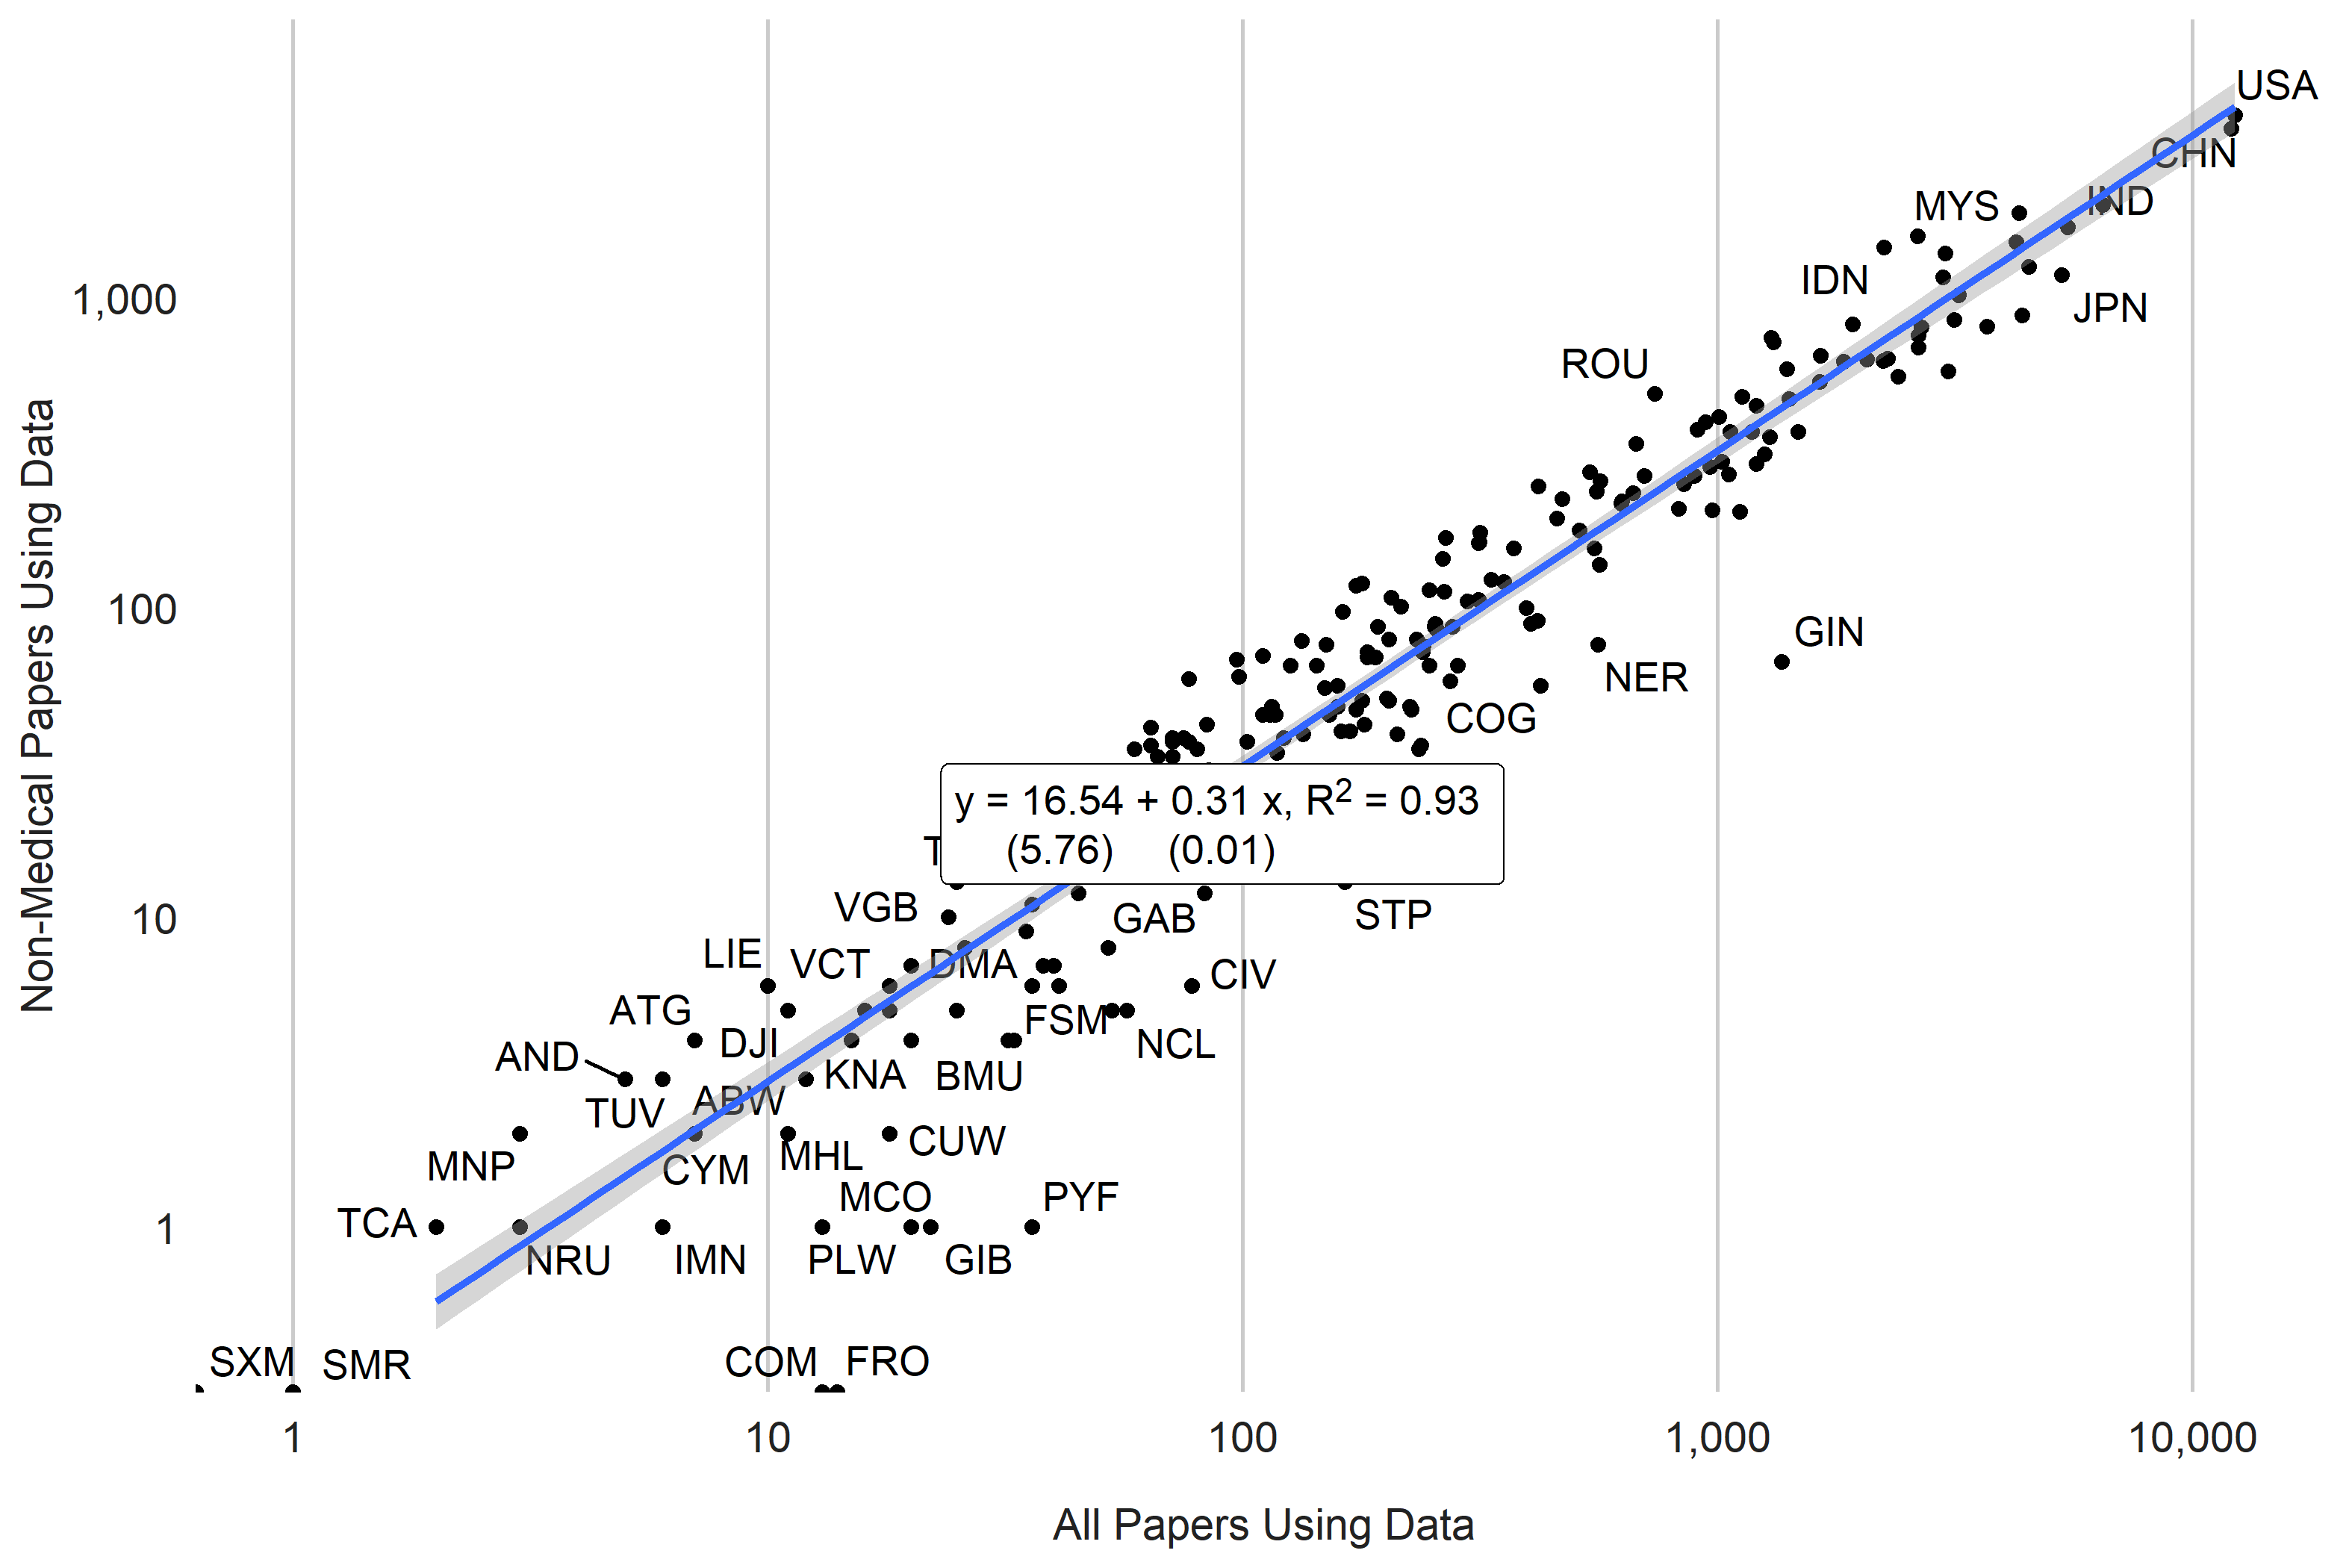 USA
CHN
MYS
IND
IDN
JPN
1,000
ROU
Non-Medical Papers Using Data
100
GIN
NER
COG
y = 16.54 + 0.31 x, R² = 0.93
(5.76) (0.01)
VGB
10
GAB
STP
LIE
VCT
DMA
CIV
ATG
DJI
FSM
NCL
AND
KNA
BMU
TUV
ABW
CUW
MNP
CYM
MHL
MCO
PYF
TCA
1
NRU
IMN
PLW
GIB
SXM
SMR
COM
FRO
1
10
100
1,000
10,000
All Papers Using Data